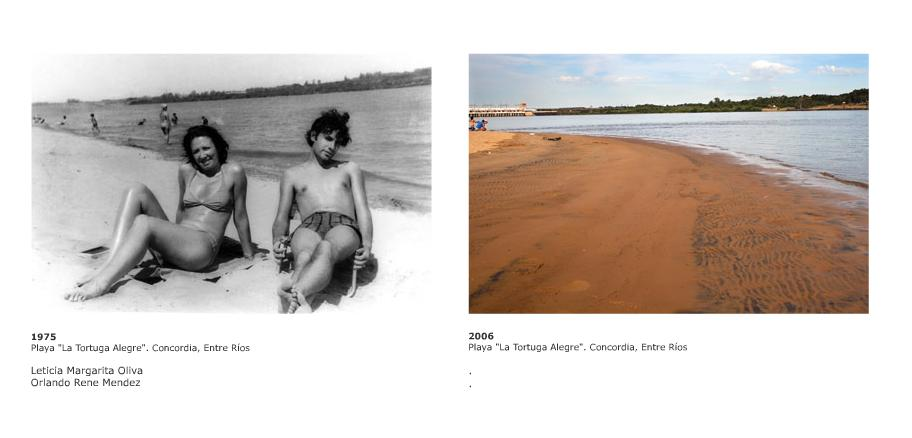 1975
Playa "La Tortuga Alegre". Concordia, Entre Ríos
Leticia Margarita Oliva
Orlando Rene Mendez
2006
Playa "La Tortuga Alegre". Concordia, Entre Ríos
.
.